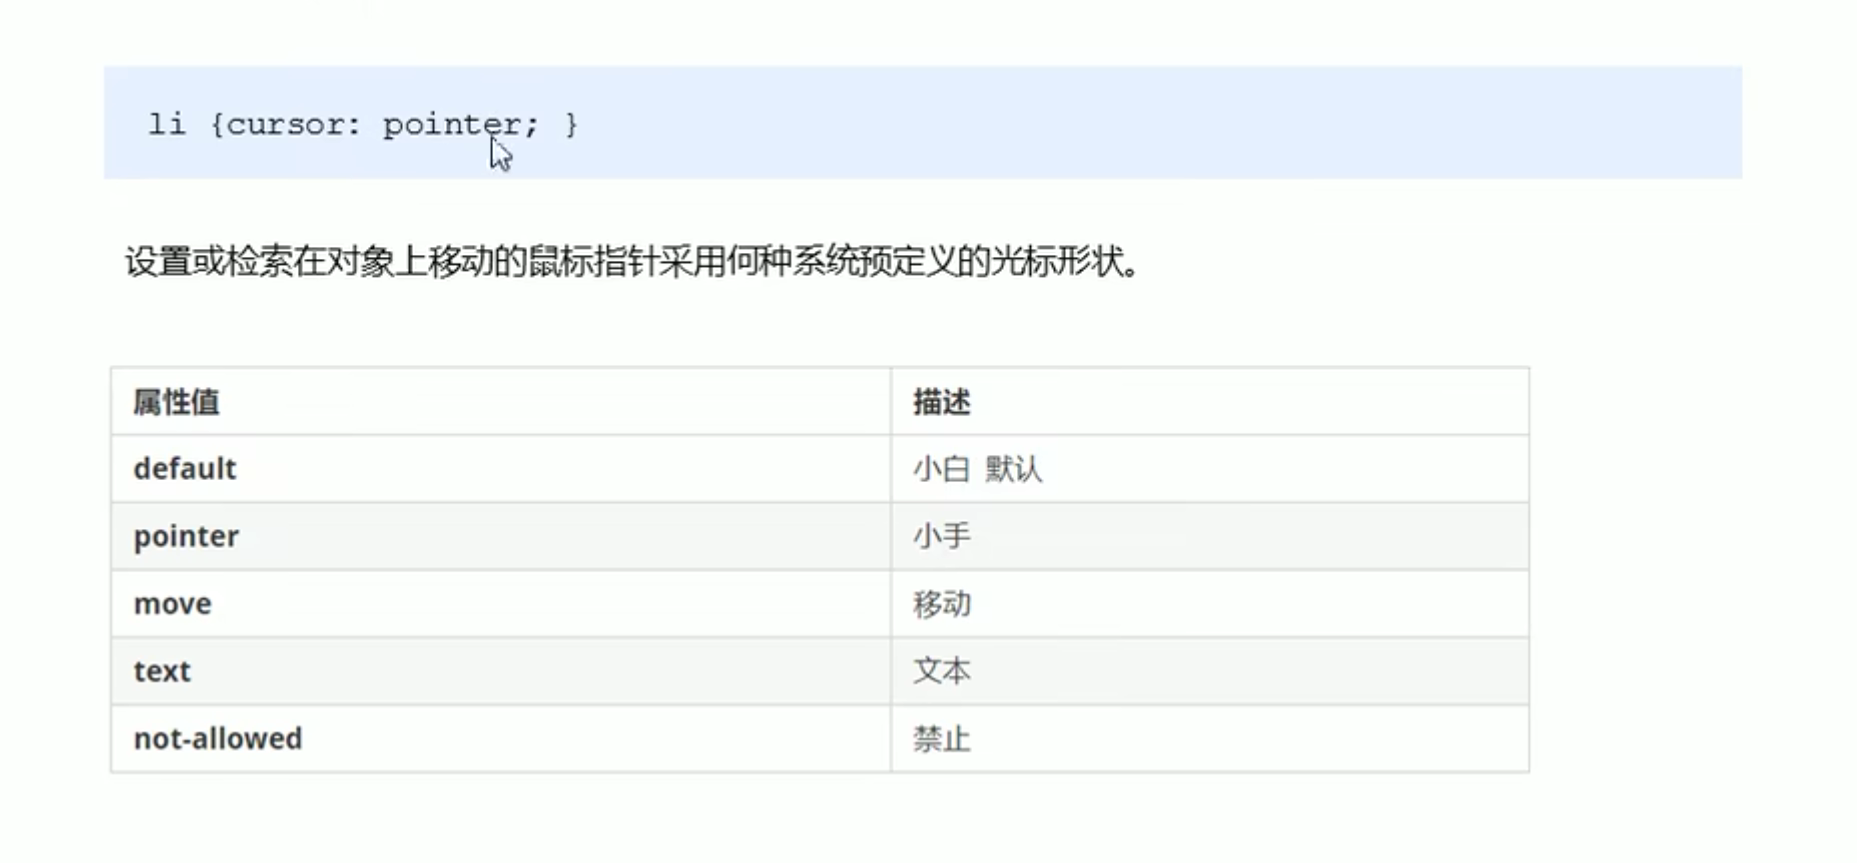 li {cursor: pointer; }
设置或检索在对象上移动的鼠标指针采用何种系统预定义的光标形状。
属性值 描述
default 小白 默认
pointer 小手
move 移动
text 文本
not-allowed 禁止